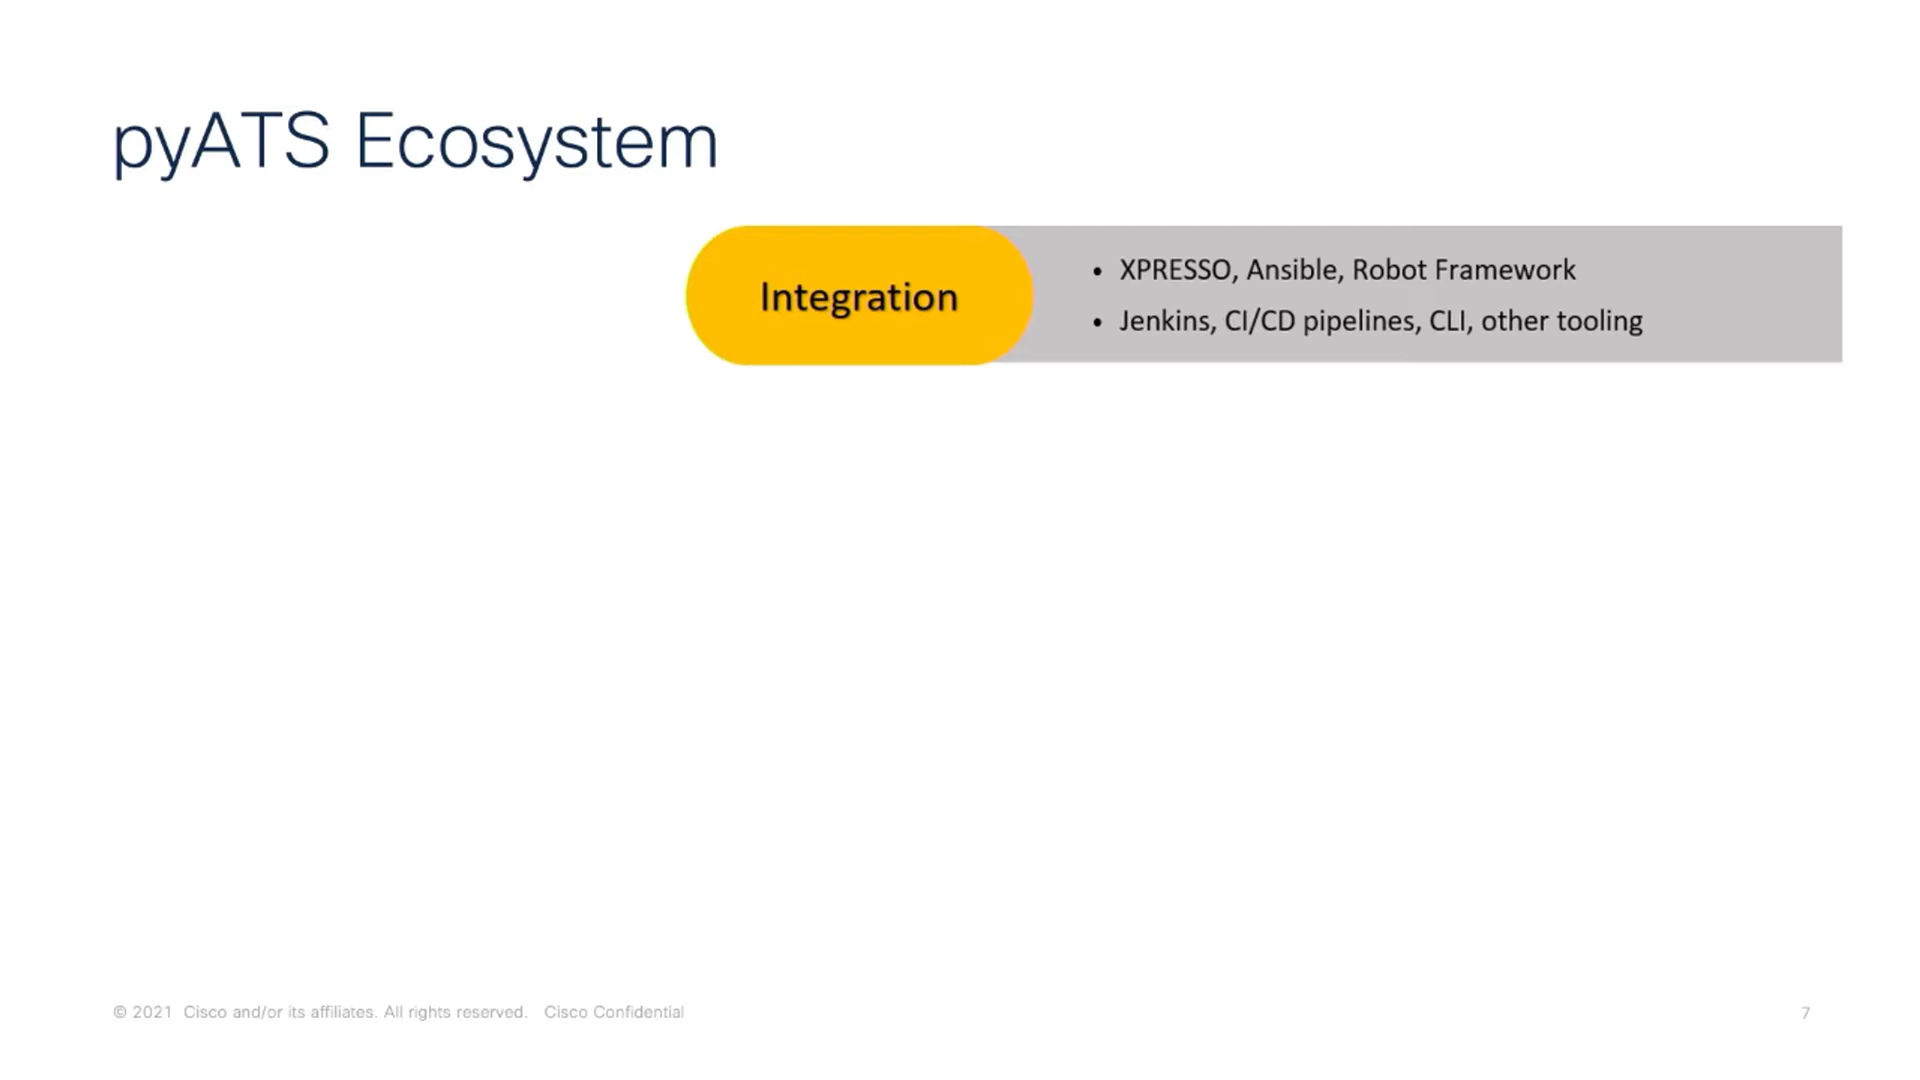 pyATS Ecosystem
Integration
• XPRESSO, Ansible, Robot Framework
• Jenkins, CI/CD pipelines, CLI, other tooling
© 2021 Cisco and/or its affiliates. All rights reserved. Cisco Confidential
7